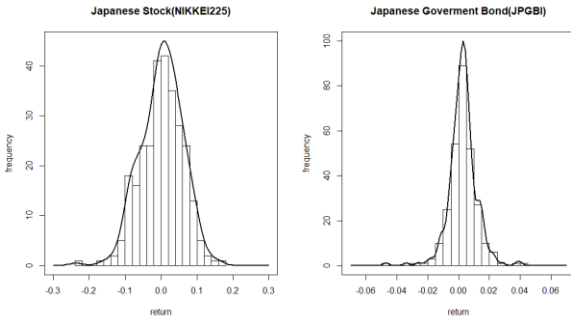 Japanese Stock(NIKKEI225)
frequency
40
30
20
10
0
-0.3 -0.2 -0.1 0.0 0.1 0.2 0.3
return
Japanese Goverment Bond(JPGBI)
frequency
100
80
60
40
20
0
-0.06 -0.04 -0.02 0.00 0.02 0.04 0.06
return